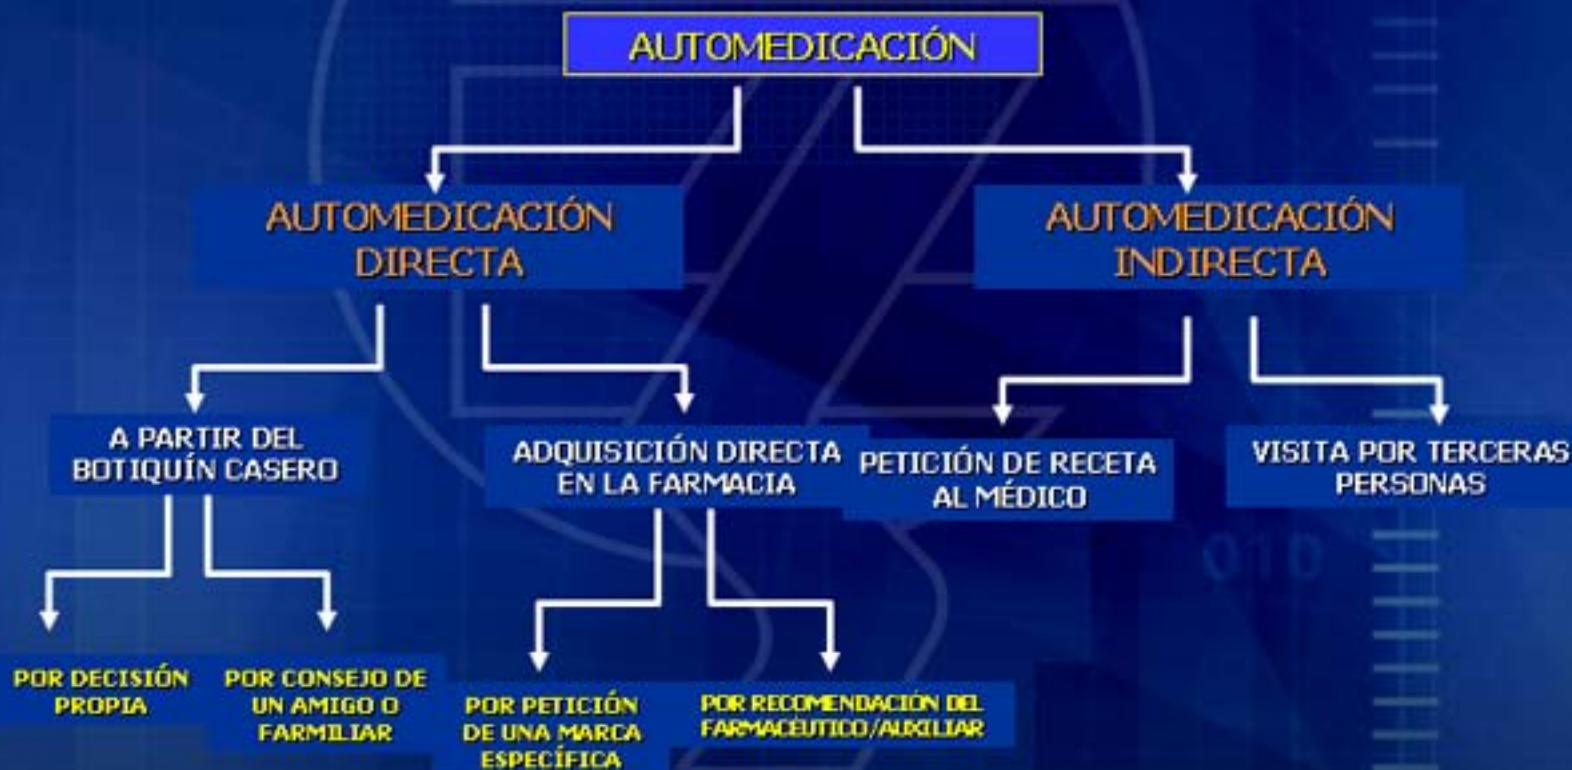 AUTOMEDICACIÓN
AUTOMEDICACIÓN
DIRECTA
AUTOMEDICACIÓN
INDIRECTA
A PARTIR DEL
BOTIQUÍN CASERO
ADQUISICIÓN DIRECTA
EN LA FARMACIA
PETICIÓN DE RECETA
AL MÉDICO
VISITA POR TERCERAS
PERSONAS
010
POR DECISIÓN
PROPIA
POR CONSEJO DE
UN AMIGO O
FARMILIAR
POR PETICIÓN
DE UNA MARCA
ESPECÍFICA
POR RECOMENDACIÓN DEL
FARMACÉUTICO/AUXILIAR